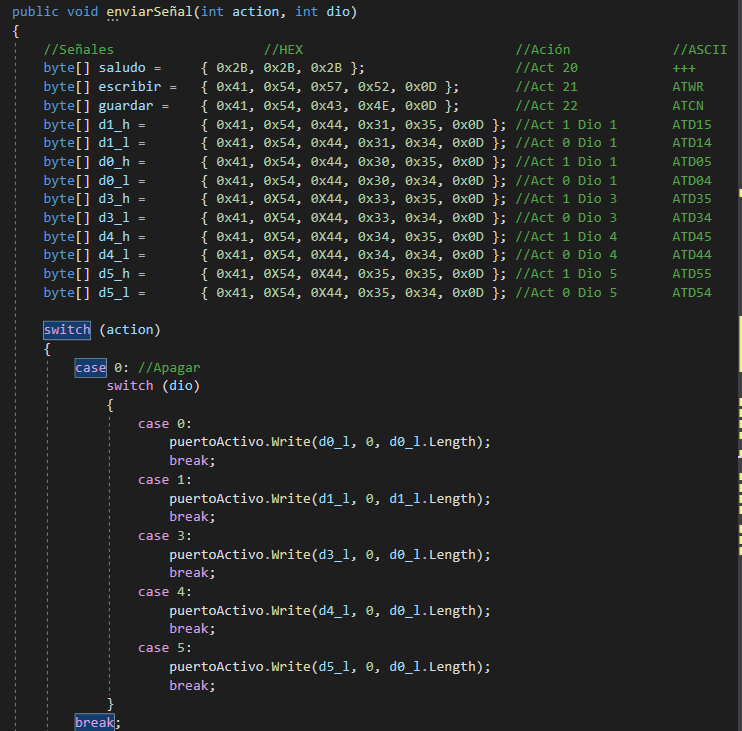 public void enviarSeñal(int action, int dio)
{
//Señales //HEX //Ación //ASCII
byte[] saludo = { 0x2B, 0x2B, 0x2B }; //Act 20 +++
byte[] escribir = { 0x41, 0x54, 0x57, 0x52, 0x0D }; //Act 21 ATWR
byte[] guardar = { 0x41, 0x54, 0x43, 0x4E, 0x0D }; //Act 22 ATCN
byte[] d1_h = { 0x41, 0x54, 0x44, 0x31, 0x35, 0x0D }; //Act 1 Dio 1 ATD15
byte[] d1_l = { 0x41, 0x54, 0x44, 0x31, 0x34, 0x0D }; //Act 0 Dio 1 ATD14
byte[] d0_h = { 0x41, 0x54, 0x44, 0x30, 0x35, 0x0D }; //Act 1 Dio 1 ATD05
byte[] d0_l = { 0x41, 0x54, 0x44, 0x30, 0x34, 0x0D }; //Act 0 Dio 1 ATD04
byte[] d3_h = { 0x41, 0X54, 0X44, 0x33, 0x35, 0x0D }; //Act 1 Dio 3 ATD35
byte[] d3_l = { 0x41, 0X54, 0X44, 0x33, 0x34, 0x0D }; //Act 0 Dio 3 ATD34
byte[] d4_h = { 0x41, 0X54, 0X44, 0x34, 0x35, 0x0D }; //Act 1 Dio 4 ATD45
byte[] d4_l = { 0x41, 0X54, 0X44, 0x34, 0x34, 0x0D }; //Act 0 Dio 4 ATD44
byte[] d5_h = { 0x41, 0X54, 0X44, 0x35, 0x35, 0x0D }; //Act 1 Dio 5 ATD55
byte[] d5_l = { 0x41, 0X54, 0X44, 0x35, 0x34, 0x0D }; //Act 0 Dio 5 ATD54
switch (action)
{
case 0: //Apagar
switch (dio)
{
case 0:
puertoActivo.Write(d0_l, 0, d0_l.Length);
break;
case 1:
puertoActivo.Write(d1_l, 0, d1_l.Length);
break;
case 3:
puertoActivo.Write(d3_l, 0, d0_l.Length);
break;
case 4:
puertoActivo.Write(d4_l, 0, d0_l.Length);
break;
case 5:
puertoActivo.Write(d5_l, 0, d0_l.Length);
break;
}
break;